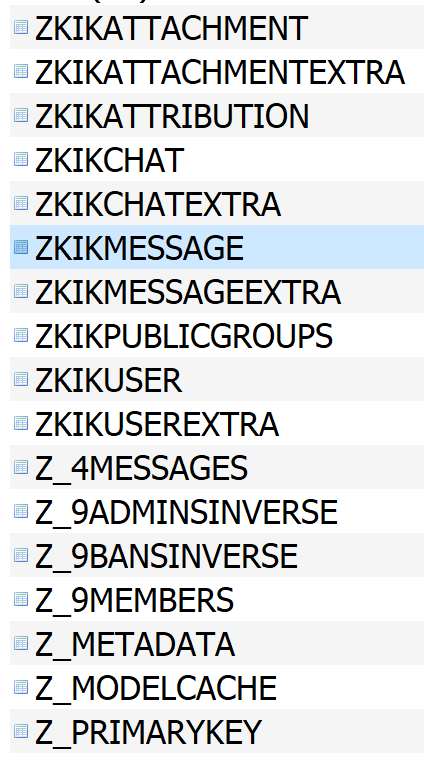 ZKIKATTACHMENT
ZKIKATTACHMENTEXTRA
ZKIKATTRIBUTION
ZKIKCHAT
ZKIKCHATEXTRA
ZKIKMESSAGE
ZKIKMESSAGEEXTRA
ZKIKPUBLICGROUPS
ZKIKUSER
ZKIKUSEREXTRA
Z_4MESSAGES
Z_9ADMINSINVERSE
Z_9BANSINVERSE
Z_9MEMBERS
Z_METADATA
Z_MODELCACHE
Z_PRIMARYKEY